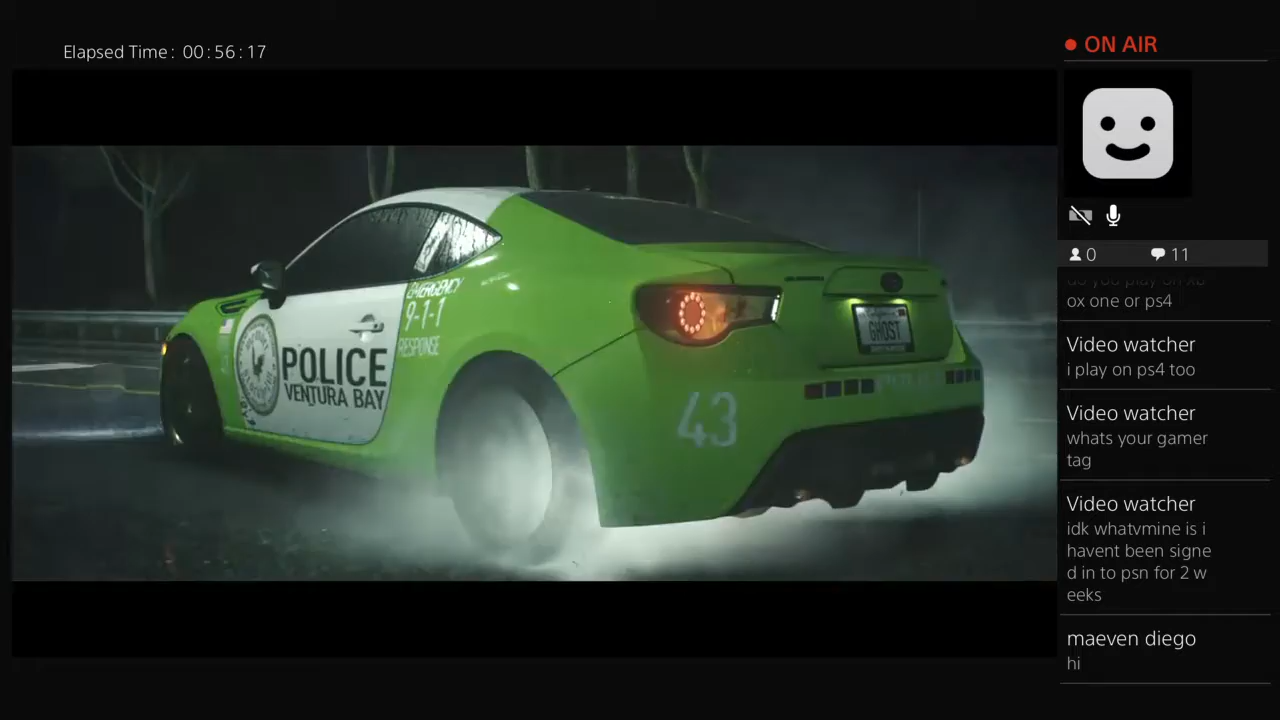 Elapsed Time: 00:56:17
ON AIR
0
11
ox one or ps4
Video watcher
i play on ps4 too
Video watcher
whats your gamer
tag
Video watcher
idk whatvmine is i
havent been signe
d in to psn for 2 w
eeks
maeven diego
hi
EMERGENCY
9-1-1
RESPONSE
POLICE
VENTURA BAY
GHOST
43